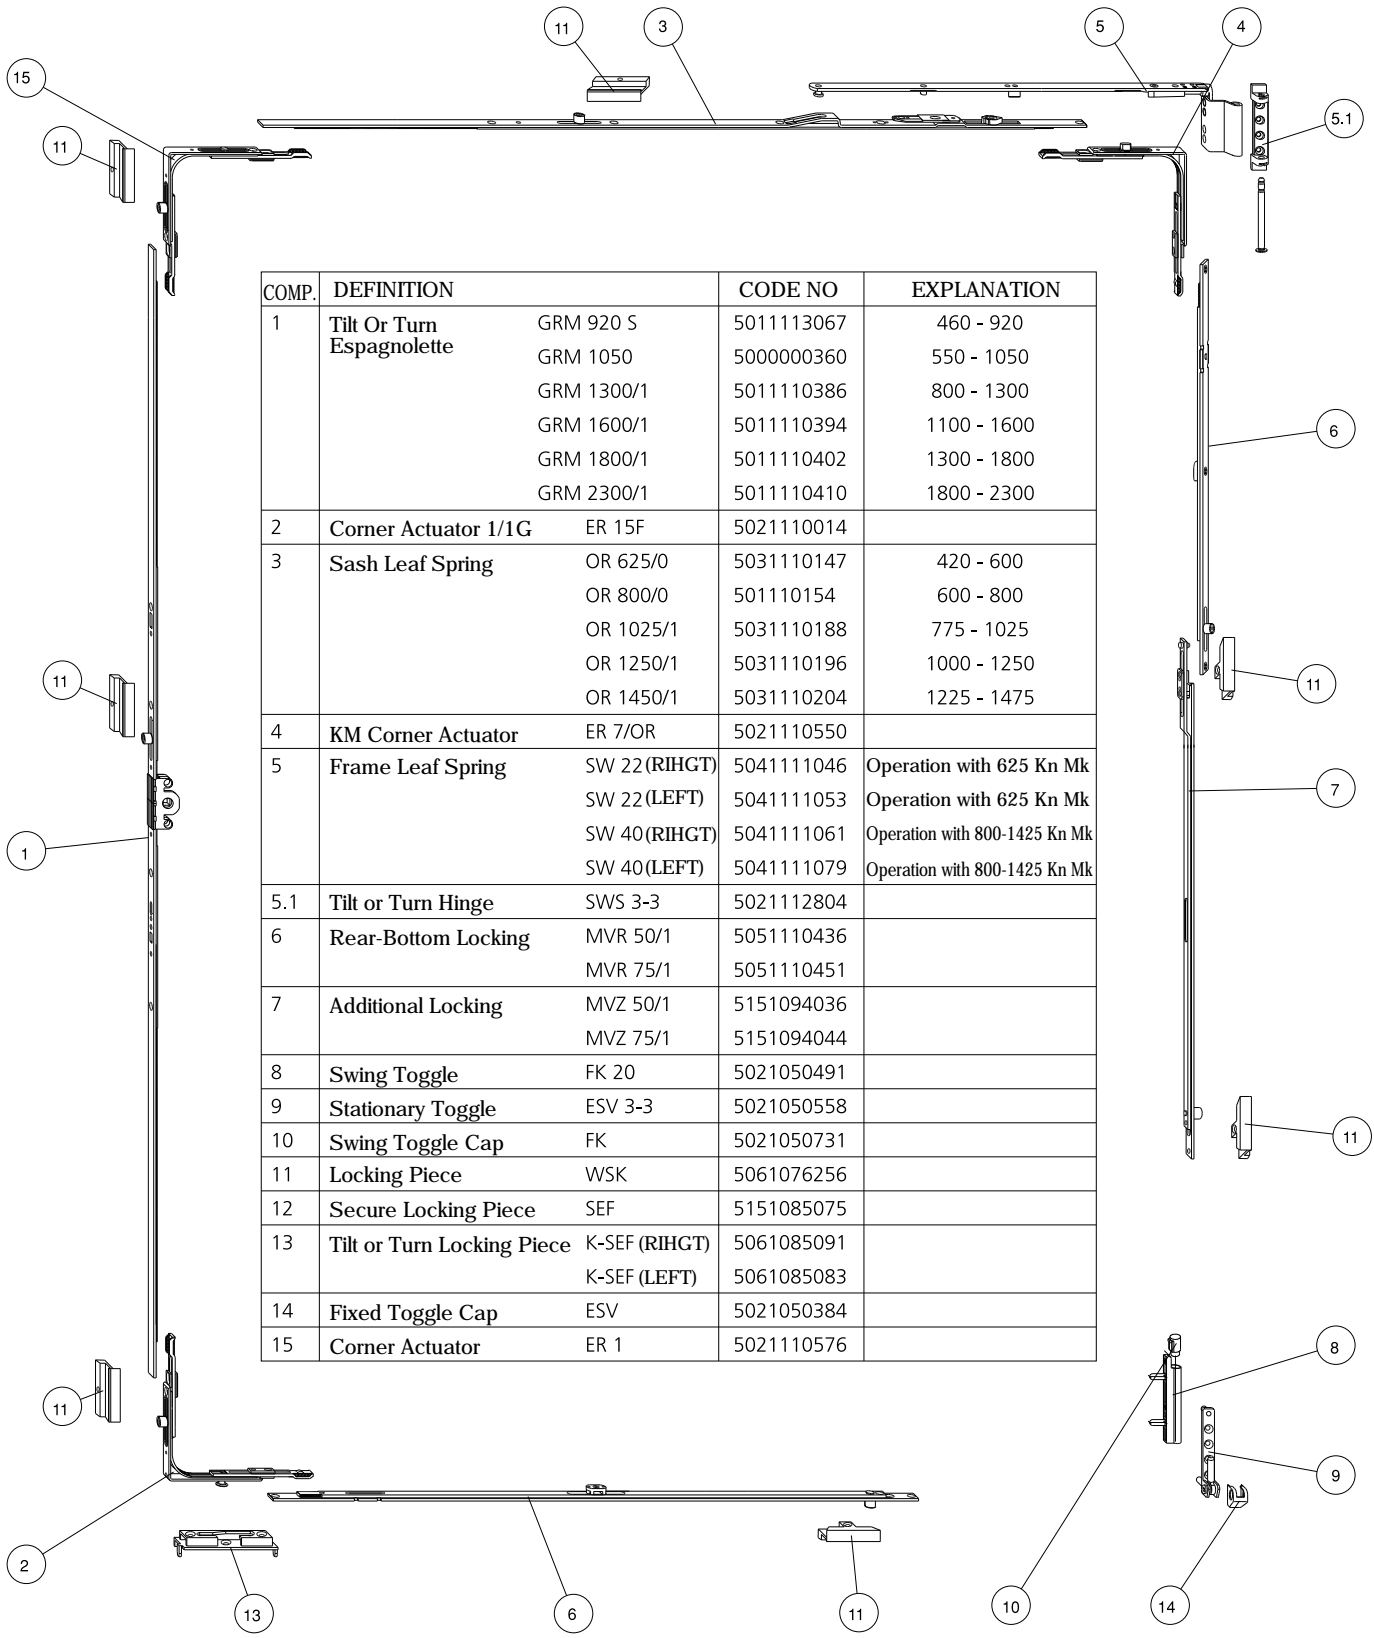 11
3
5
4
15
5.1
11
COMP. DEFINITION CODE NO EXPLANATION
1 Tilt Or Turn GRM 920 S 5011113067 460 - 920
Espagnolette
GRM 1050 5000000360 550 - 1050
GRM 1300/1 5011110386 800 - 1300
GRM 1600/1 5011110394 1100 - 1600
GRM 1800/1 5011110402 1300 - 1800
GRM 2300/1 5011110410 1800 - 2300
2 Corner Actuator 1/1G ER 15F 5021110014
3 Sash Leaf Spring OR 625/0 5031110147 420 - 600
OR 800/0 501110154 600 - 800
OR 1025/1 5031110188 775 - 1025
OR 1250/1 5031110196 1000 - 1250
OR 1450/1 5031110204 1225 - 1475
4 KM Corner Actuator ER 7/OR 5021110550
5 Frame Leaf Spring SW 22 (RIHGT) 5041111046 Operation with 625 Kn Mk
SW 22 (LEFT) 5041111053 Operation with 625 Kn Mk
SW 40 (RIHGT) 5041111061 Operation with 800-1425 Kn Mk
SW 40 (LEFT) 5041111079 Operation with 800-1425 Kn Mk
5.1 Tilt or Turn Hinge SWS 3-3 5021112804
6 Rear-Bottom Locking MVR 50/1 5051110436
MVR 75/1 5051110451
7 Additional Locking MVZ 50/1 5151094036
MVZ 75/1 5151094044
8 Swing Toggle FK 20 5021050491
9 Stationary Toggle ESV 3-3 5021050558
10 Swing Toggle Cap FK 5021050731
11 Locking Piece WSK 5061076256
12 Secure Locking Piece SEF 5151085075
13 Tilt or Turn Locking Piece K-SEF (RIHGT) 5061085091
K-SEF (LEFT) 5061085083
14 Fixed Toggle Cap ESV 5021050384
15 Corner Actuator ER 1 5021110576
6
11
11
7
1
11
8
11
9
2
13
6
11
10
14